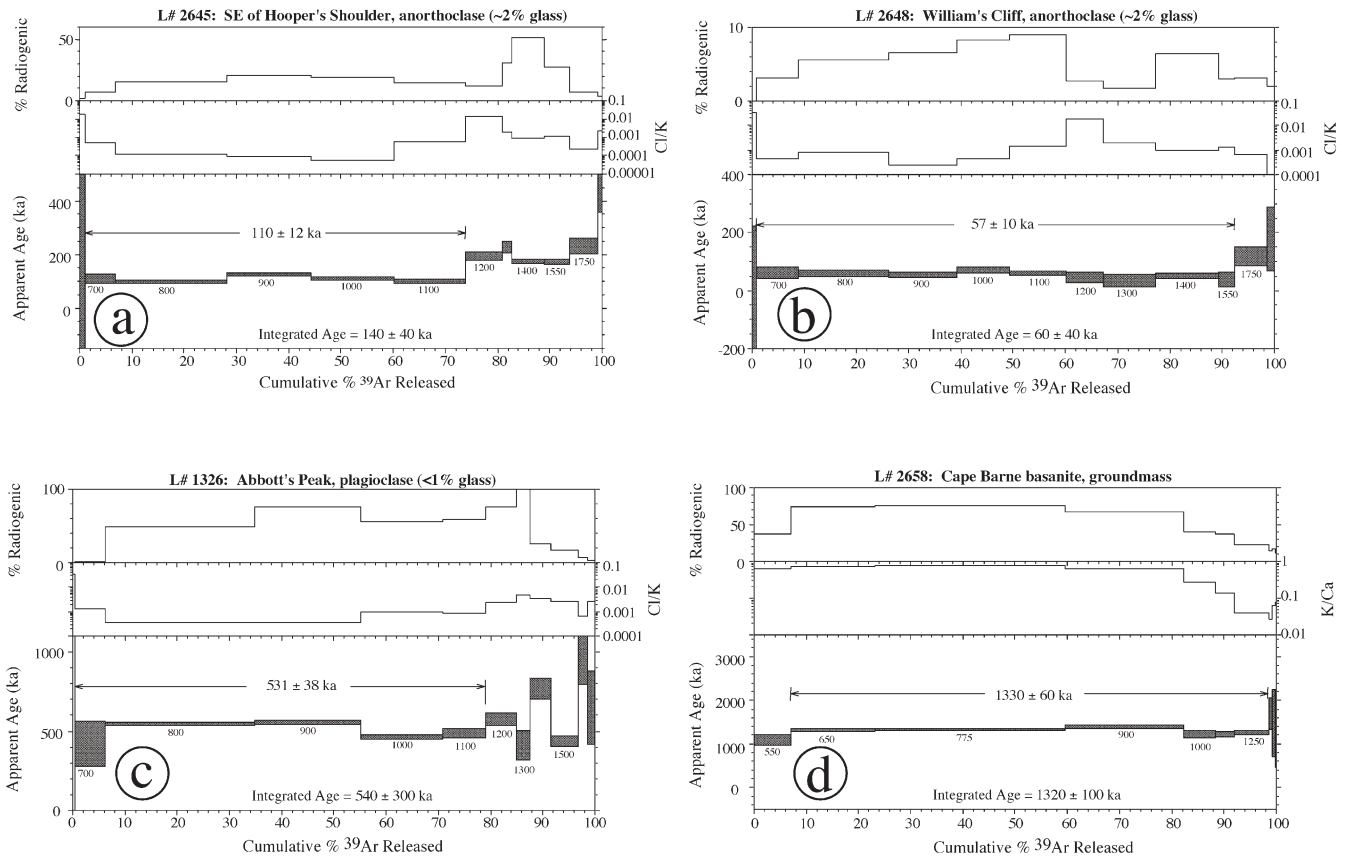 L# 2645: SE of Hooper's Shoulder, anorthoclase (~2% glass)
% Radiogenic
50
0
0.1
0.01
0.001
0.0001
0.00001
Cl/K
Apparent Age (ka)
400
200
0
110 ± 12 ka
700
800
900
1000
1100
1200
1400
1550
1750
a
Integrated Age = 140 ± 40 ka
0 10 20 30 40 50 60 70 80 90 100
Cumulative % 39Ar Released
L# 2648: William's Cliff, anorthoclase (~2% glass)
% Radiogenic
10
0
0.1
0.01
0.001
0.0001
Cl/K
Apparent Age (ka)
400
200
0
-200
57 ± 10 ka
700
800
900
1000
1100
1200
1300
1400
1550
1750
b
Integrated Age = 60 ± 40 ka
0 10 20 30 40 50 60 70 80 90 100
Cumulative % 39Ar Released
L# 1326: Abbott's Peak, plagioclase (<1% glass)
% Radiogenic
100
0
0.1
0.01
0.001
0.0001
Cl/K
Apparent Age (ka)
1000
500
0
531 ± 38 ka
700
800
900
1000
1100
1200
1300
1500
c
Integrated Age = 540 ± 300 ka
0 10 20 30 40 50 60 70 80 90 100
Cumulative % 39Ar Released
L# 2658: Cape Barne basanite, groundmass
% Radiogenic
100
50
0
1
0.1
0.01
K/Ca
Apparent Age (ka)
3000
2000
1000
0
1330 ± 60 ka
550
650
775
900
1000
1250
d
Integrated Age = 1320 ± 100 ka
0 10 20 30 40 50 60 70 80 90 100
Cumulative % 39Ar Released